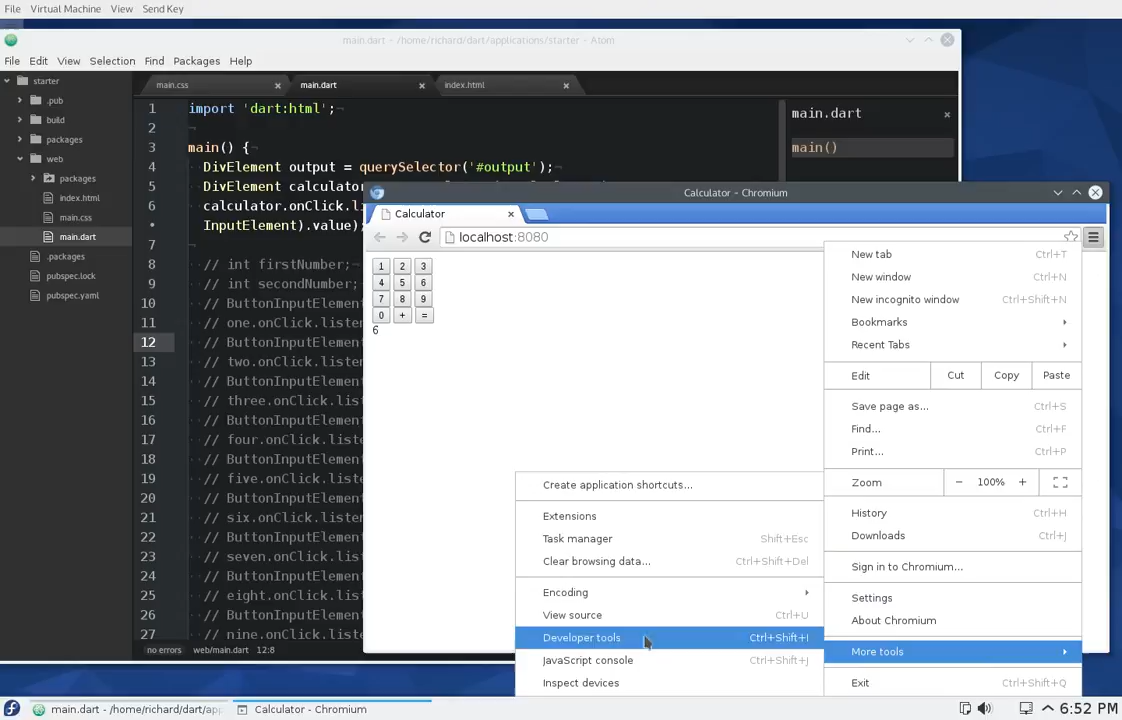 File Virtual Machine View Send Key
main.dart - /home/richard/dart/applications/starter - Atom
File Edit View Selection Find Packages Help
starter
.pub
build
packages
web
packages
index.html
main.css
main.dart
.packages
pubspec.lock
pubspec.yaml
main.css main.dart index.html
1 import 'dart:html';
2
3 main() {
4 DivElement output = querySelector('#output');
5 DivElement calculator
6 calculator.onClick.li
InputElement).value)
7
8 // int firstNumber;
9 // int secondNumber;
10 // ButtonInputElement
11 // one.onClick.listen
12 // ButtonInputElement
13 // two.onClick.listen
14 // ButtonInputElement
15 // three.onClick.list
16 // ButtonInputElement
17 // four.onClick.liste
18 // ButtonInputElement
19 // five.onClick.liste
20 // ButtonInputElement
21 // six.onClick.listen
22 // ButtonInputElement
23 // seven.onClick.list
24 // ButtonInputElement
25 // eight.onClick.list
26 // ButtonInputElement
27 // nine.onClick.liste
no errors web/main.dart 12:8
main.dart
main()
Calculator - Chromium
Calculator
localhost:8080
1 2 3
4 5 6
7 8 9
0 + =
6
New tab Ctrl+T
New window Ctrl+N
New incognito window Ctrl+Shift+N
Bookmarks
Recent Tabs
Edit Cut Copy Paste
Save page as... Ctrl+S
Find... Ctrl+F
Print... Ctrl+P
Zoom − 100% +
History Ctrl+H
Downloads Ctrl+J
Sign in to Chromium...
Settings
About Chromium
More tools
Exit Ctrl+Shift+Q
Create application shortcuts...
Extensions
Task manager Shift+Esc
Clear browsing data... Ctrl+Shift+Del
Encoding
View source Ctrl+U
Developer tools Ctrl+Shift+I
JavaScript console Ctrl+Shift+J
Inspect devices
main.dart - /home/richard/dart/app Calculator - Chromium 6:52 PM